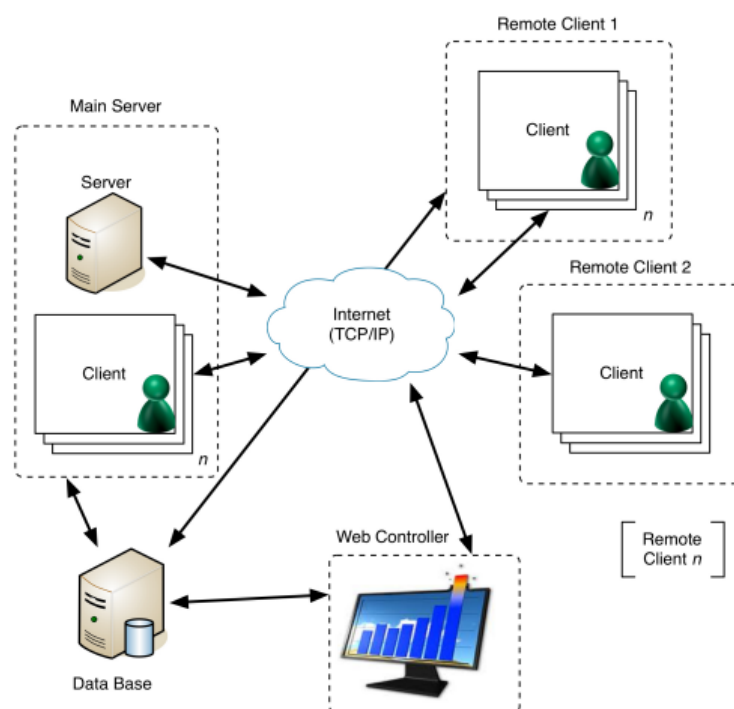 Remote Client 1
Client
n
Main Server
Server
Client
n
Internet
(TCP/IP)
Remote Client 2
Client
Remote
Client n
Web Controller
Data Base